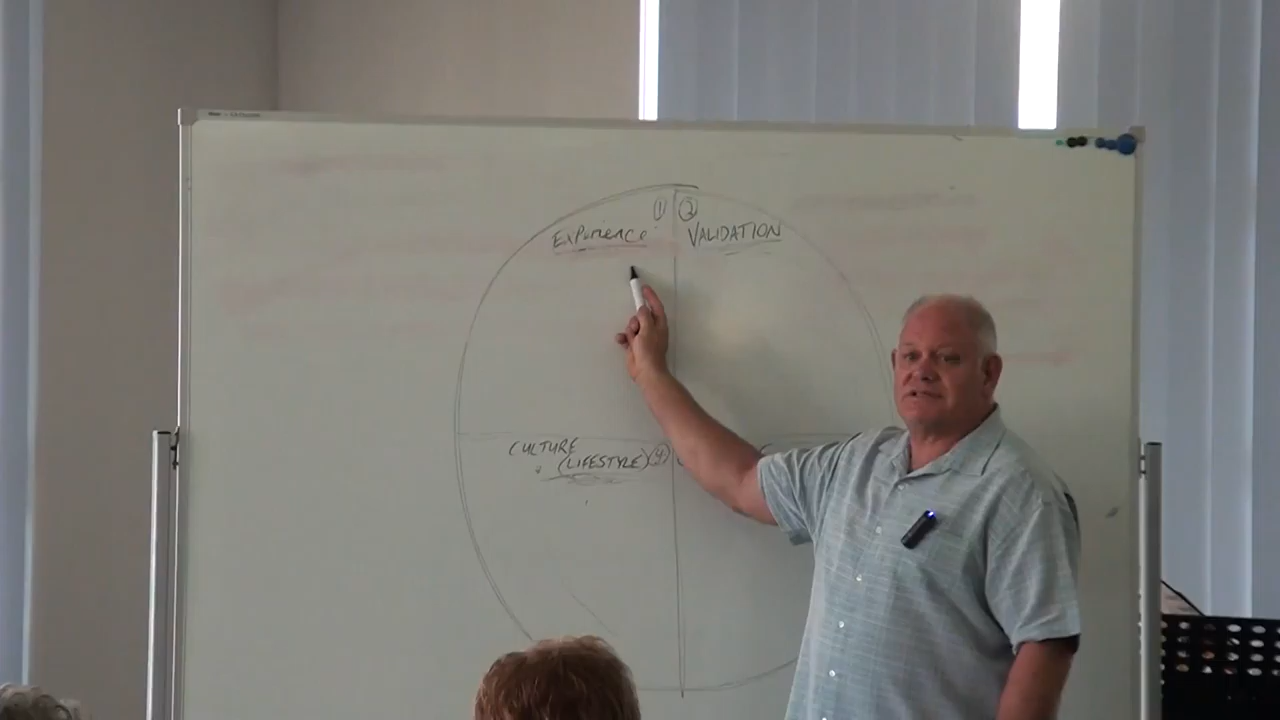 ① ②
Experience VALIDATION
CULTURE
(LIFESTYLE) ④